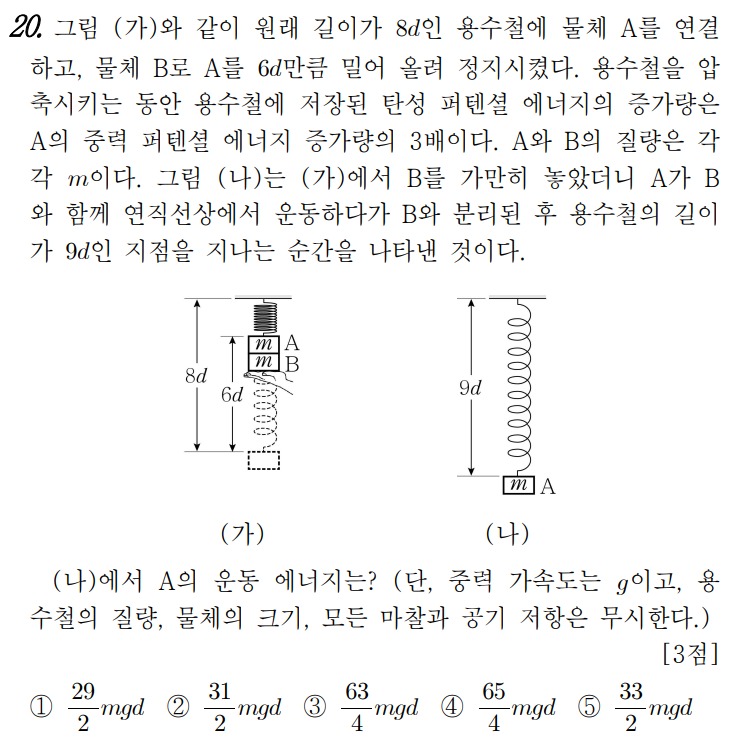 20. 그림 (가)와 같이 원래 길이가 8d인 용수철에 물체 A를 연결
하고, 물체 B로 A를 6d만큼 밀어 올려 정지시켰다. 용수철을 압
축시키는 동안 용수철에 저장된 탄성 퍼텐셜 에너지의 증가량은
A의 중력 퍼텐셜 에너지 증가량의 3배이다. A와 B의 질량은 각
각 m이다. 그림 (나)는 (가)에서 B를 가만히 놓았더니 A가 B
와 함께 연직선상에서 운동하다가 B와 분리된 후 용수철의 길이
가 9d인 지점을 지나는 순간을 나타낸 것이다.
8d
6d
m A
m B
(가)
9d
m A
(나)
(나)에서 A의 운동 에너지는? (단, 중력 가속도는 g이고, 용
수철의 질량, 물체의 크기, 모든 마찰과 공기 저항은 무시한다.)
[3점]
① 29/2 mgd ② 31/2 mgd ③ 63/4 mgd ④ 65/4 mgd ⑤ 33/2 mgd